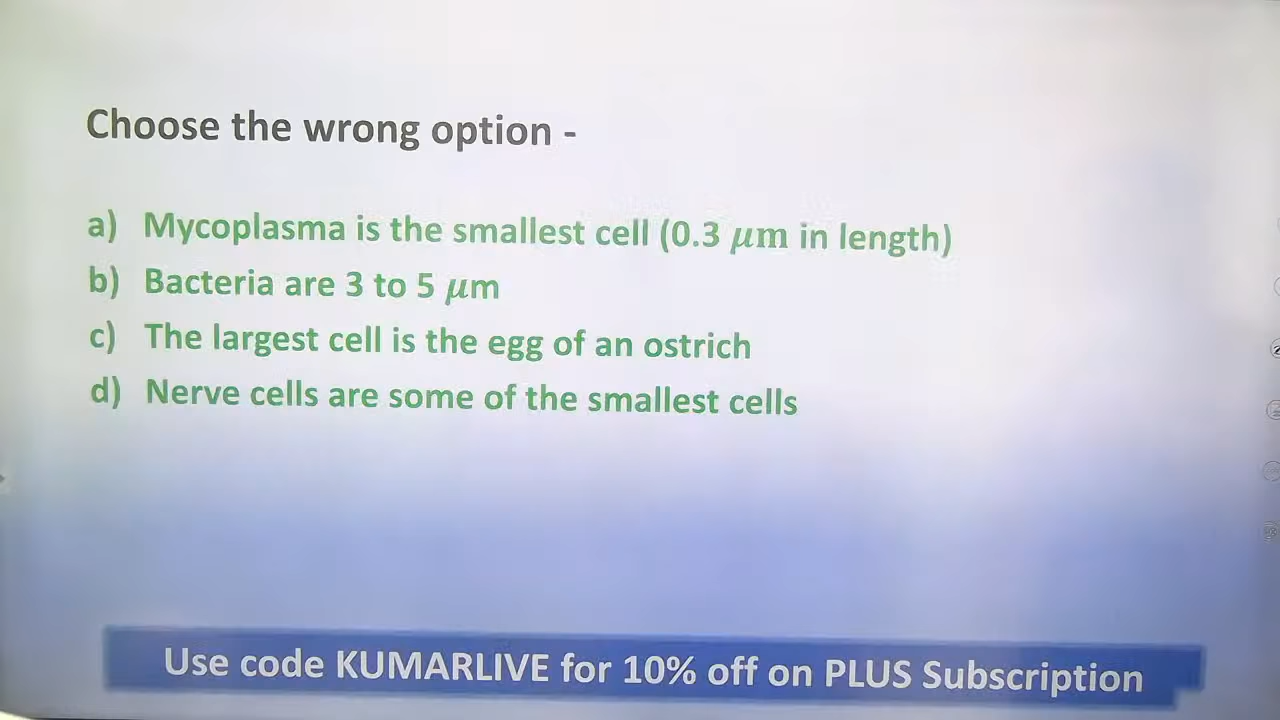 Choose the wrong option -
a) Mycoplasma is the smallest cell (0.3 μm in length)
b) Bacteria are 3 to 5 μm
c) The largest cell is the egg of an ostrich
d) Nerve cells are some of the smallest cells
Use code KUMARLIVE for 10% off on PLUS Subscription